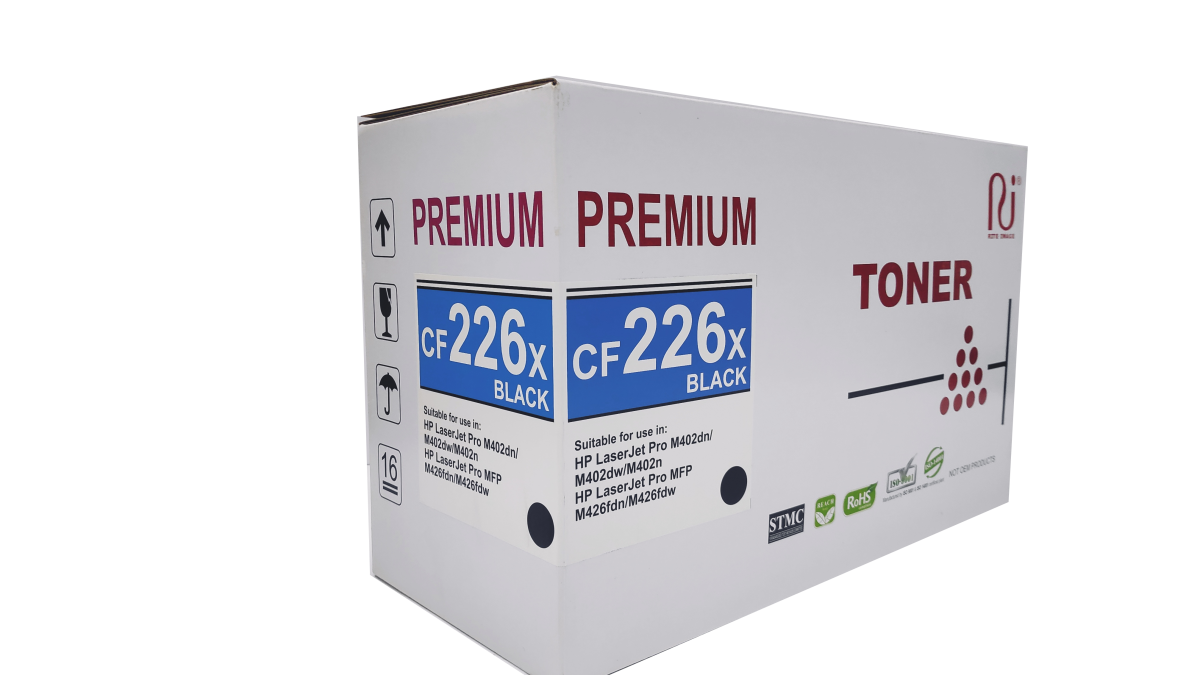 PREMIUM
CF226X
BLACK
Suitable for use in:
HP LaserJet Pro M402dn/
M402dw/M402n
HP LaserJet Pro MFP
M426fdn/M426fdw
16
PREMIUM
CF226X
BLACK
Suitable for use in:
HP LaserJet Pro M402dn/
M402dw/M402n
HP LaserJet Pro MFP
M426fdn/M426fdw
®
TONER
STMC
REACH
RoHS
ISO-9001
NOT OEM PRODUCTS